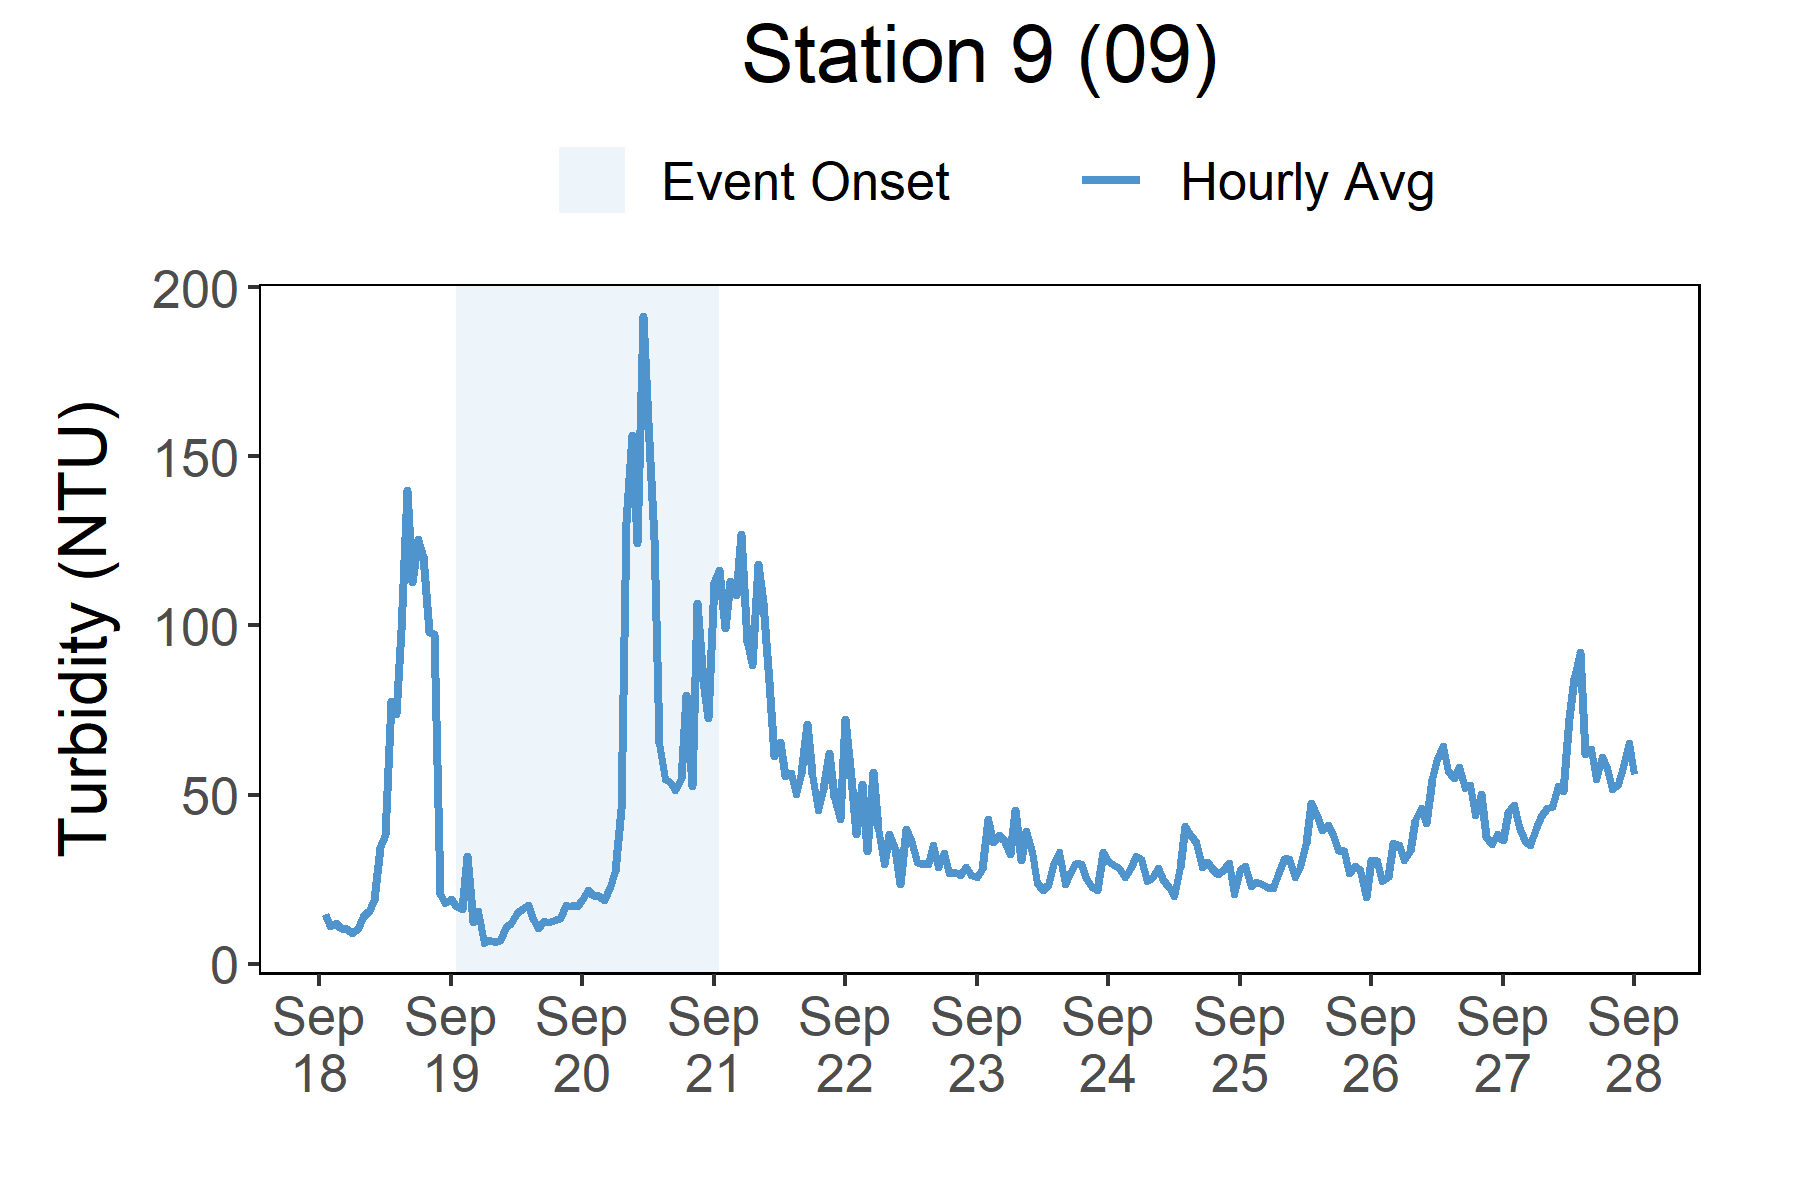 Station 9 (09)
Event Onset
Hourly Avg
Turbidity (NTU)
200
150
100
50
0
Sep 18
Sep 19
Sep 20
Sep 21
Sep 22
Sep 23
Sep 24
Sep 25
Sep 26
Sep 27
Sep 28